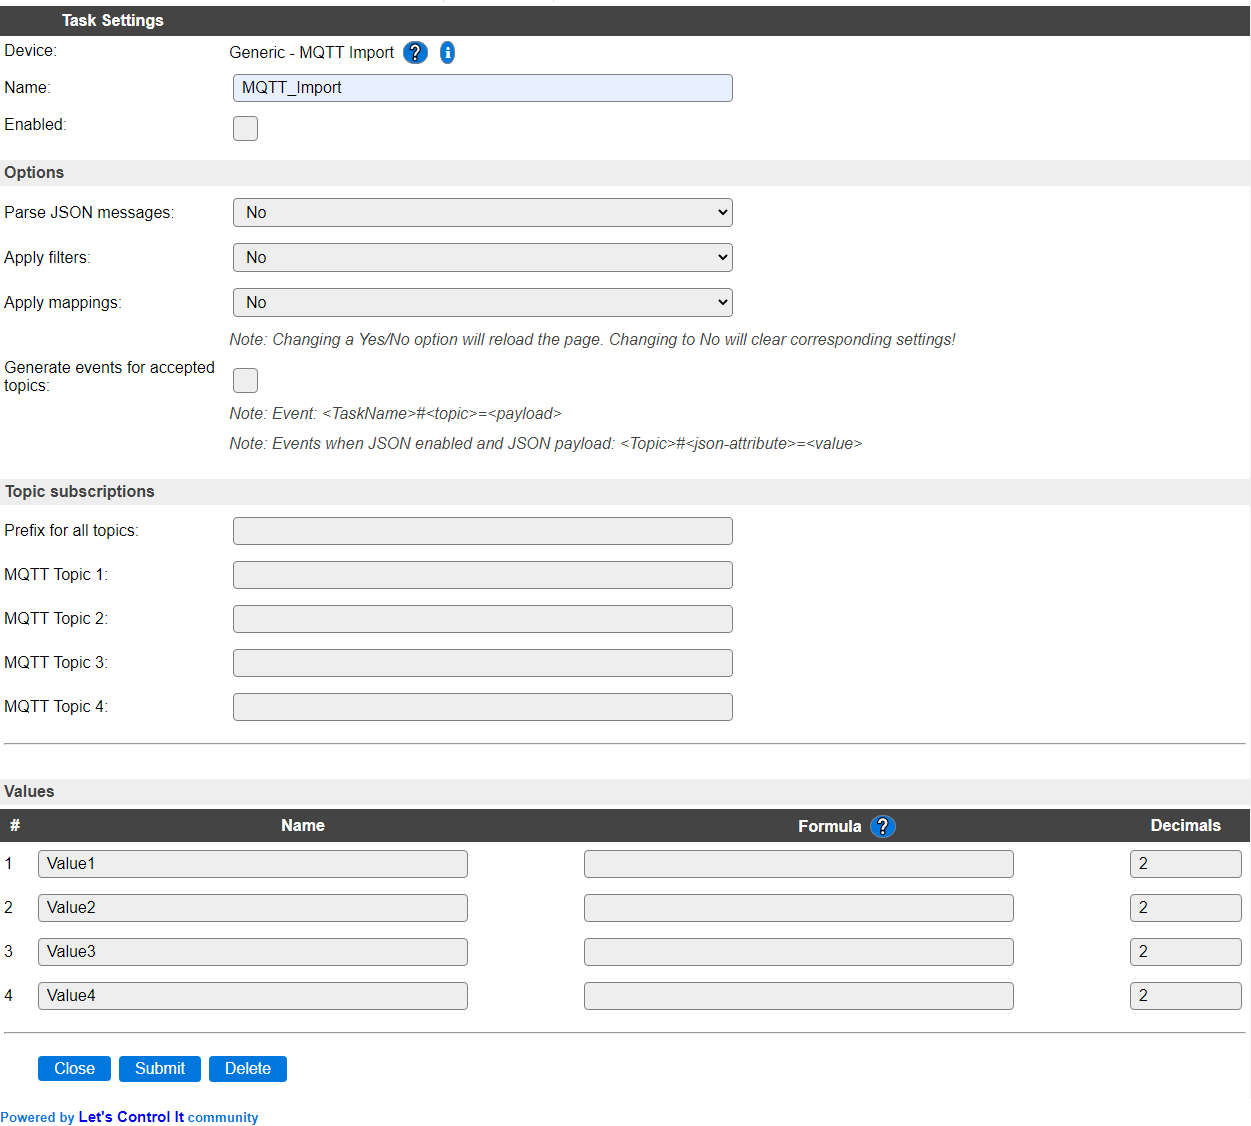 Task Settings
Device: Generic - MQTT Import ? i
Name: MQTT_Import
Enabled:
Options
Parse JSON messages: No
Apply filters: No
Apply mappings: No
Note: Changing a Yes/No option will reload the page. Changing to No will clear corresponding settings!
Generate events for accepted
topics:
Note: Event: <TaskName>#<topic>=<payload>
Note: Events when JSON enabled and JSON payload: <Topic>#<json-attribute>=<value>
Topic subscriptions
Prefix for all topics:
MQTT Topic 1:
MQTT Topic 2:
MQTT Topic 3:
MQTT Topic 4:
Values
# Name Formula ? Decimals
1 Value1 2
2 Value2 2
3 Value3 2
4 Value4 2
Close Submit Delete
Powered by Let's Control It community